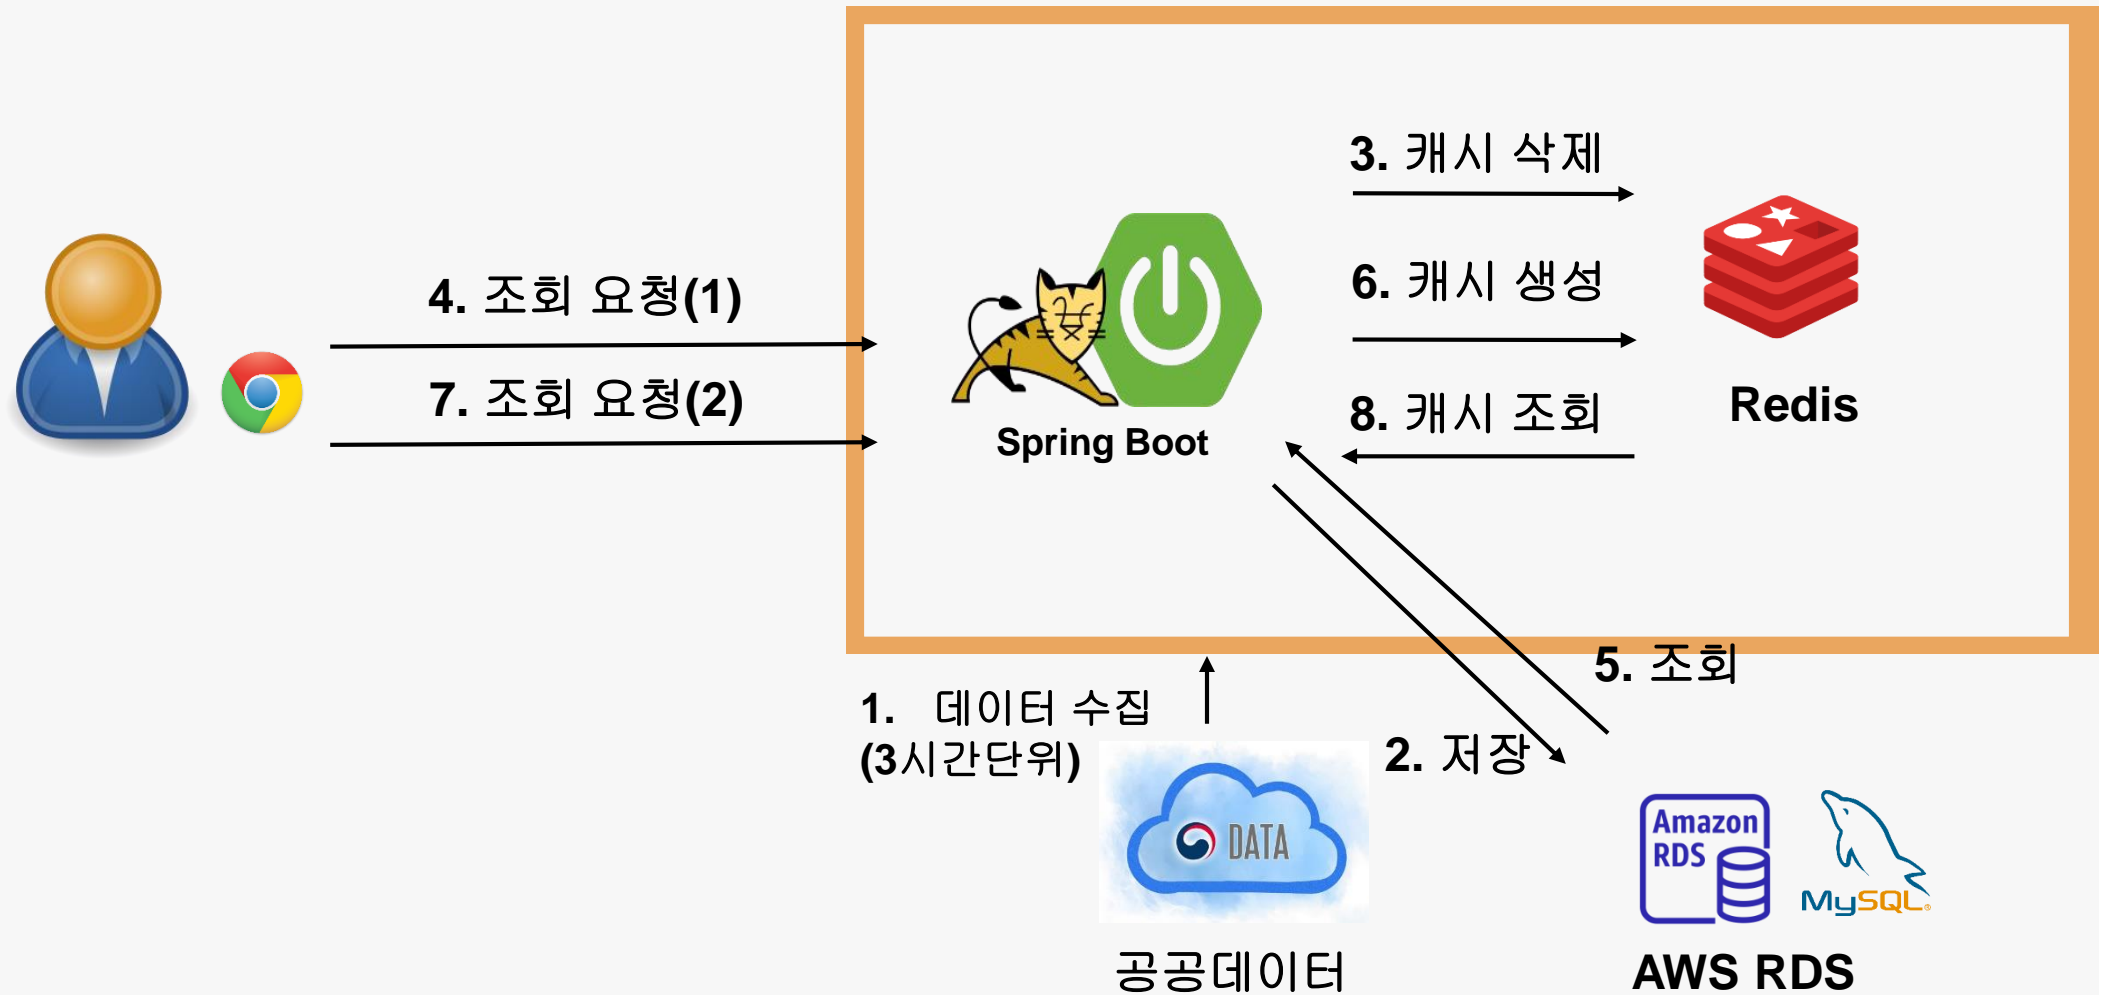 3. 캐시 삭제
4. 조회 요청(1)
6. 캐시 생성
7. 조회 요청(2)
8. 캐시 조회
Redis
Spring Boot
5. 조회
1. 데이터 수집
(3시간단위)
2. 저장
DATA
Amazon
RDS
MySQL
공공데이터
AWS RDS